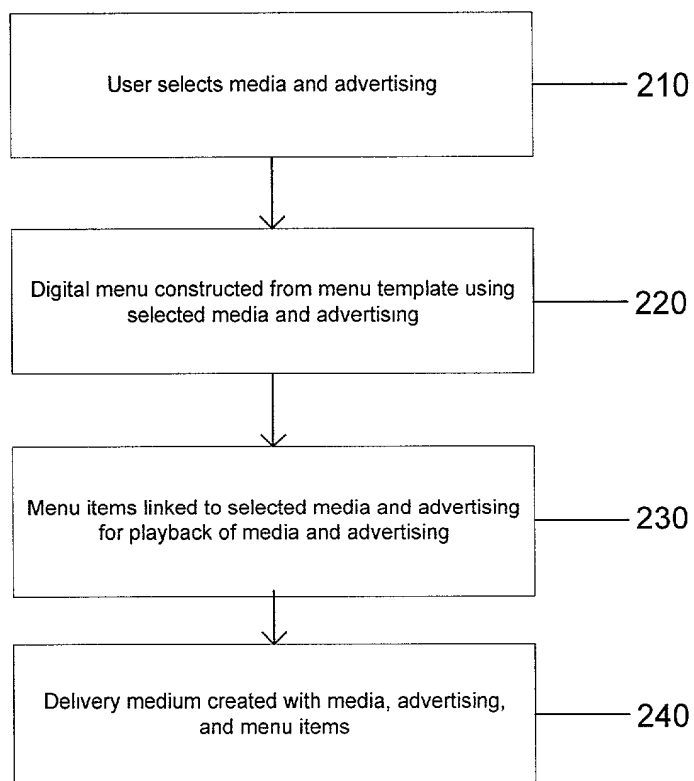 User selects media and advertising
210
Digital menu constructed from menu template using
selected media and advertising
220
Menu items linked to selected media and advertising
for playback of media and advertising
230
Delivery medium created with media, advertising,
and menu items
240